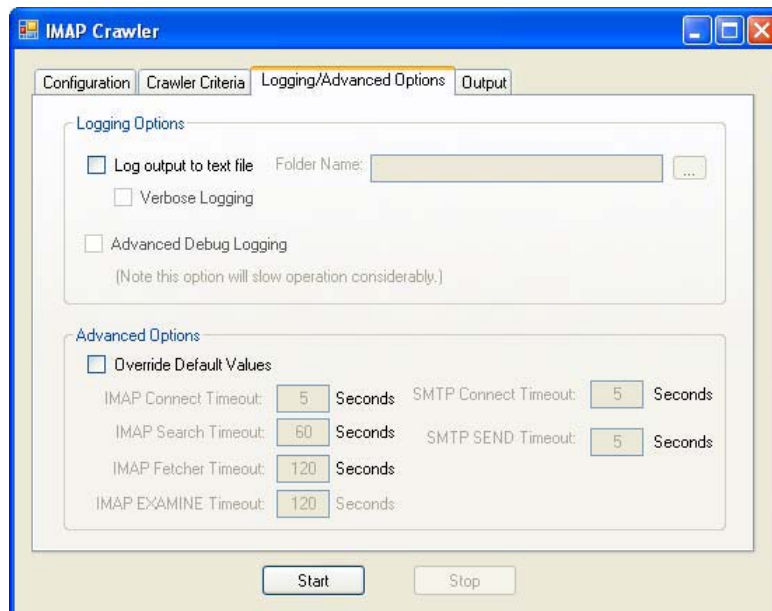 IMAP Crawler
Configuration Crawler Criteria Logging/Advanced Options Output
Logging Options
Log output to text file Folder Name: ...
Verbose Logging
Advanced Debug Logging
(Note this option will slow operation considerably.)
Advanced Options
Override Default Values
IMAP Connect Timeout: 5 Seconds SMTP Connect Timeout: 5 Seconds
IMAP Search Timeout: 60 Seconds SMTP SEND Timeout: 5 Seconds
IMAP Fetcher Timeout: 120 Seconds
IMAP EXAMINE Timeout: 120 Seconds
Start Stop